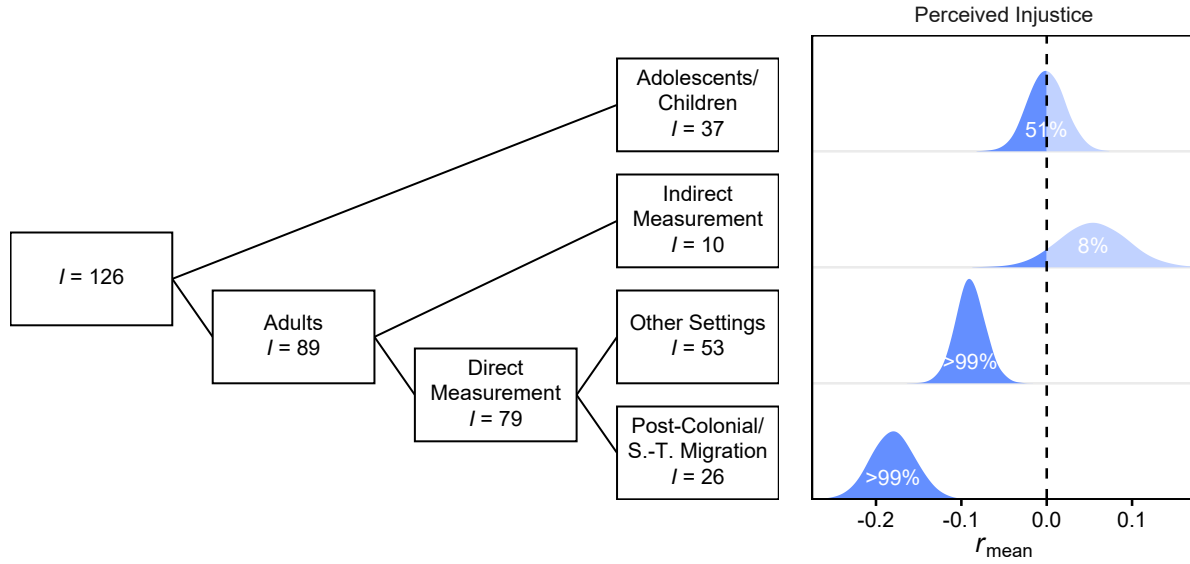 Perceived Injustice
Adolescents/
Children
I = 37
51%
Indirect
Measurement
I = 10
8%
I = 126
Adults
I = 89
Other Settings
I = 53
>99%
Direct
Measurement
I = 79
Post-Colonial/
S.-T. Migration
I = 26
>99%
-0.2 -0.1 0.0 0.1
rmean